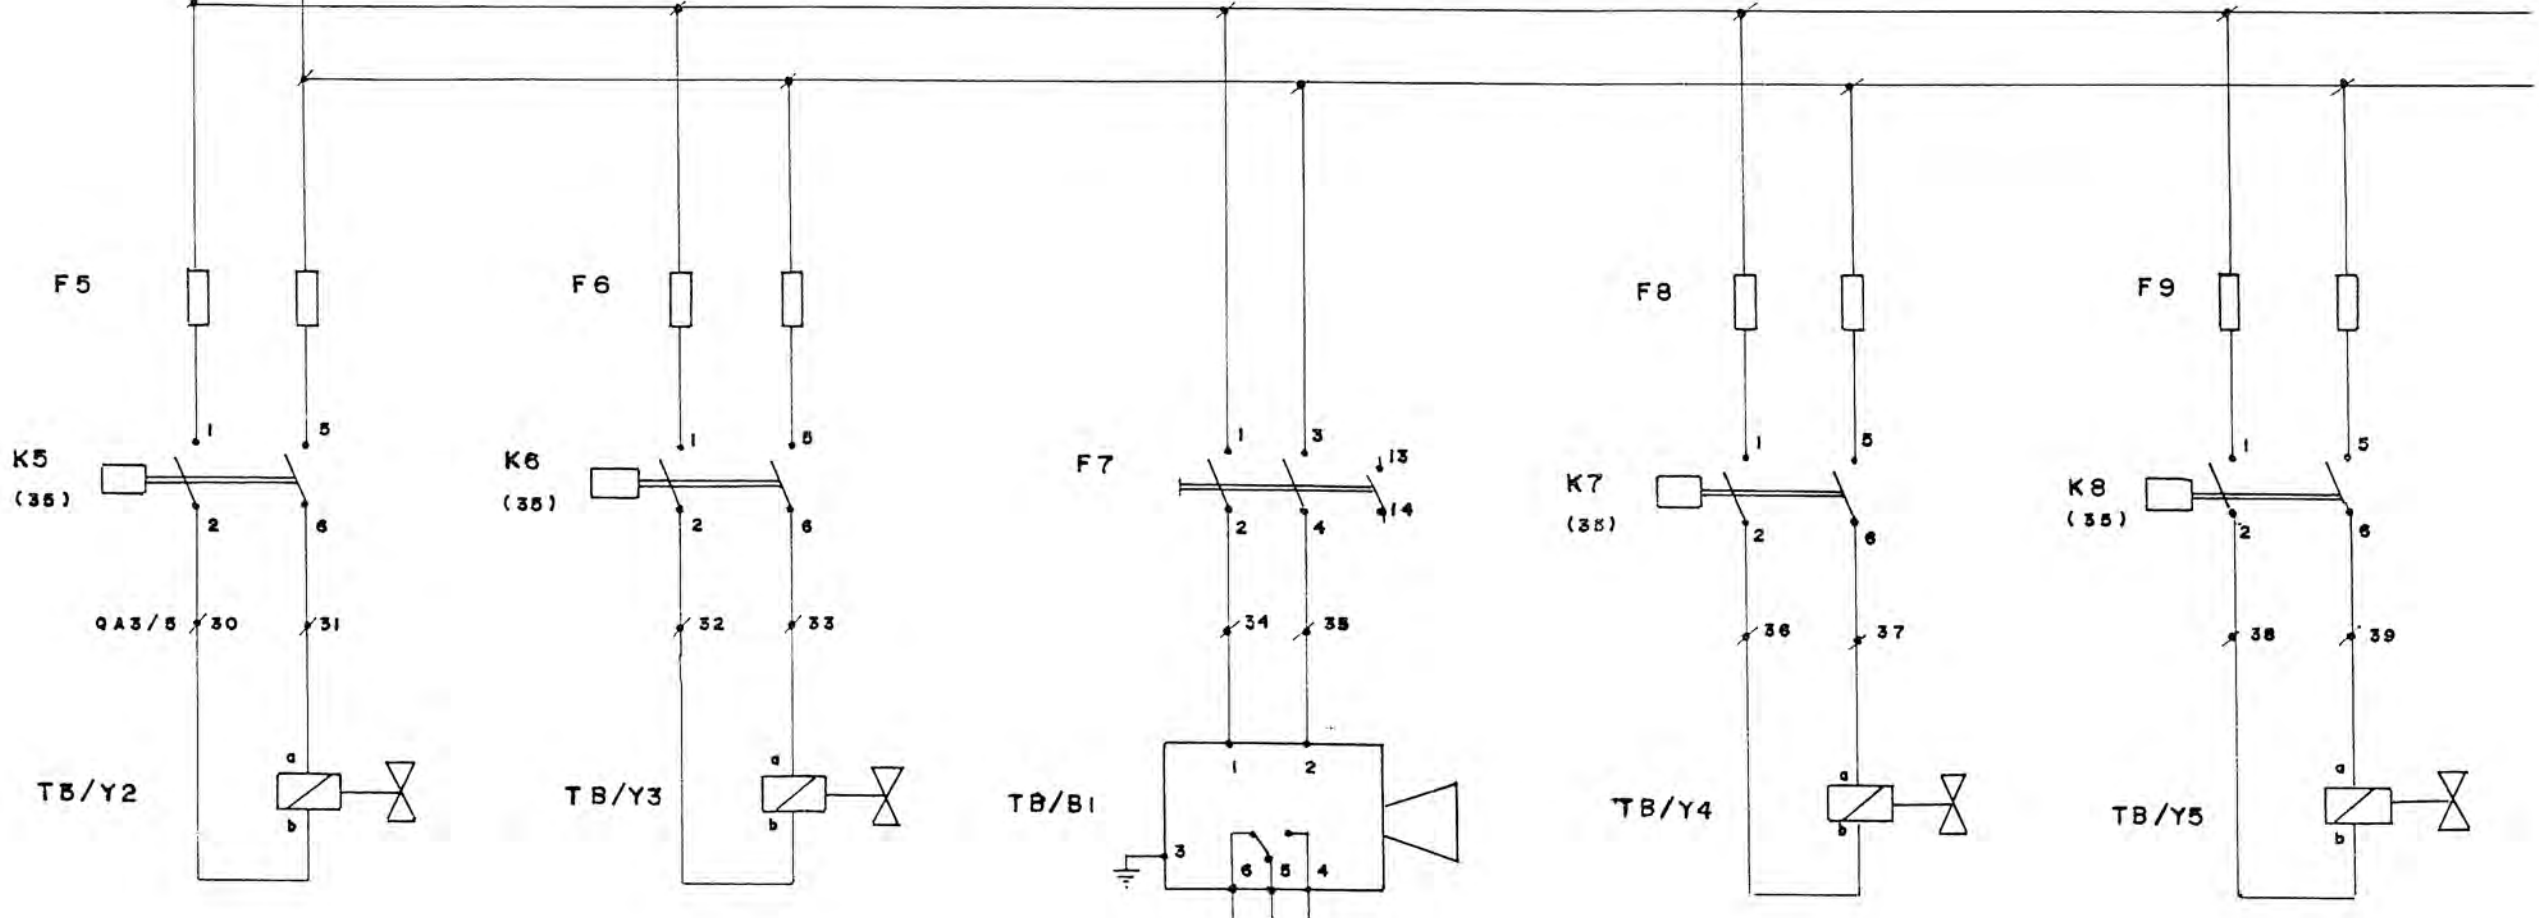 F5
F6
F8
F9
1 5
1 5
1 3 13
1 5
1 5
K5
(35)
K6
(35)
F7
K7
(35)
K8
(35)
2 6
2 6
2 4 14
2 6
2 6
QA3/5 30 31
32 33
34 35
36 37
38 39
a
a
1 2
a
a
TB/Y2
TB/Y3
TB/B1
TB/Y4
TB/Y5
b
b
b
b
3
6 5 4